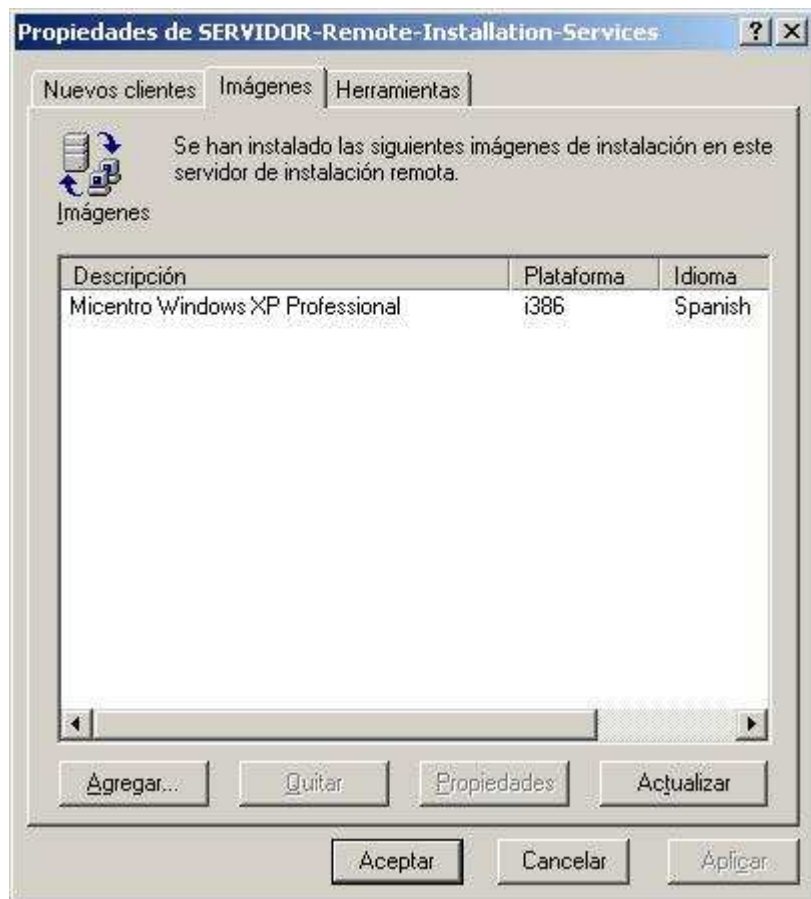 Propiedades de SERVIDOR-Remote-Installation-Services
Nuevos clientes Imágenes Herramientas
Se han instalado las siguientes imágenes de instalación en este
servidor de instalación remota.
Imágenes
Descripción Plataforma Idioma
Micentro Windows XP Professional i386 Spanish
Agregar... Quitar Propiedades Actualizar
Aceptar Cancelar Aplicar